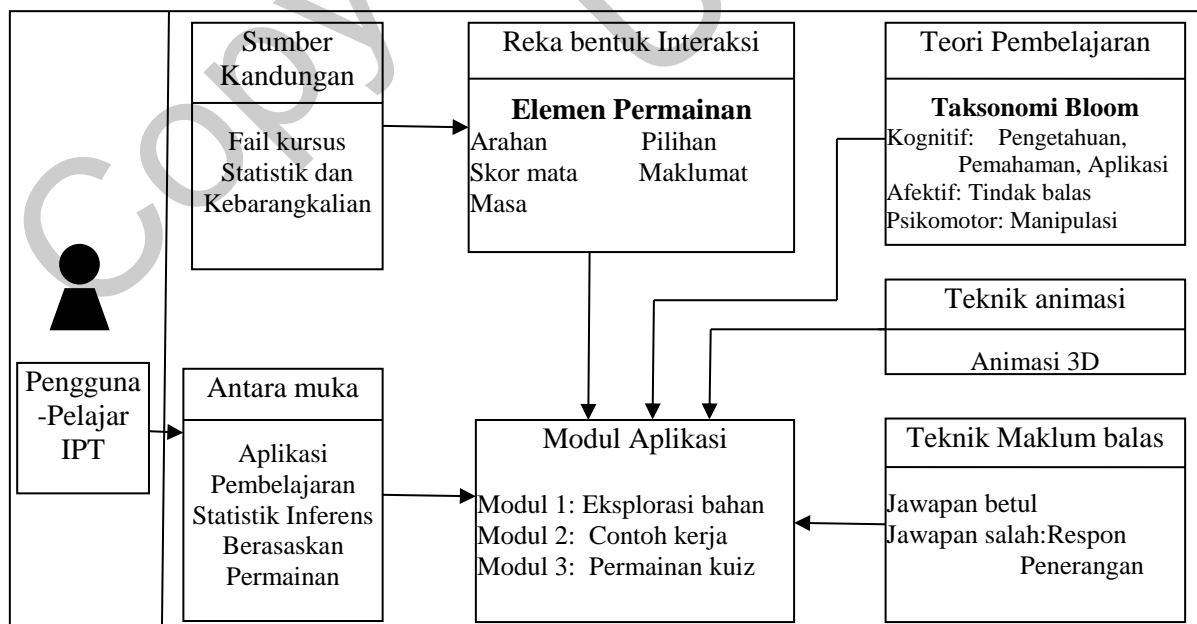 Sumber
Kandungan
Fail kursus
Statistik dan
Kebarangkalian
Reka bentuk Interaksi
Elemen Permainan
Arahan Pilihan
Skor mata Maklumat
Masa
Teori Pembelajaran
Taksonomi Bloom
Kognitif: Pengetahuan,
Pemahaman, Aplikasi
Afektif: Tindak balas
Psikomotor: Manipulasi
Teknik animasi
Animasi 3D
Pengguna
-Pelajar
IPT
Antara muka
Aplikasi
Pembelajaran
Statistik Inferens
Berasaskan
Permainan
Modul Aplikasi
Modul 1: Eksplorasi bahan
Modul 2: Contoh kerja
Modul 3: Permainan kuiz
Teknik Maklum balas
Jawapan betul
Jawapan salah:Respon
Penerangan
Copy